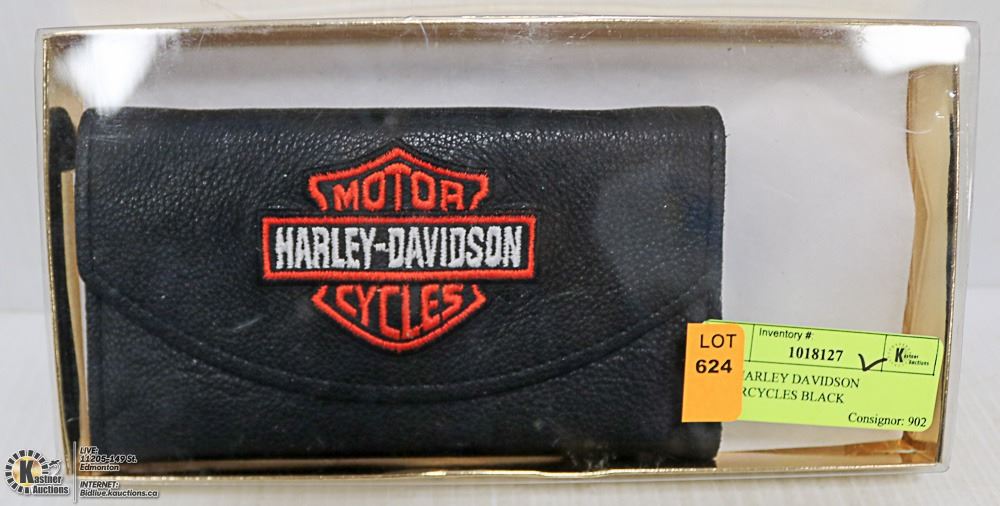 MOTOR
HARLEY-DAVIDSON
CYCLES
LOT
624
Inventory #:
1018127
Kastner
Auctions
HARLEY DAVIDSON
RCYCLES BLACK
Consignor: 902
Kastner
Auctions
LIVE:
11205-149 St.
Edmonton
INTERNET:
Bidlive.kauctions.ca